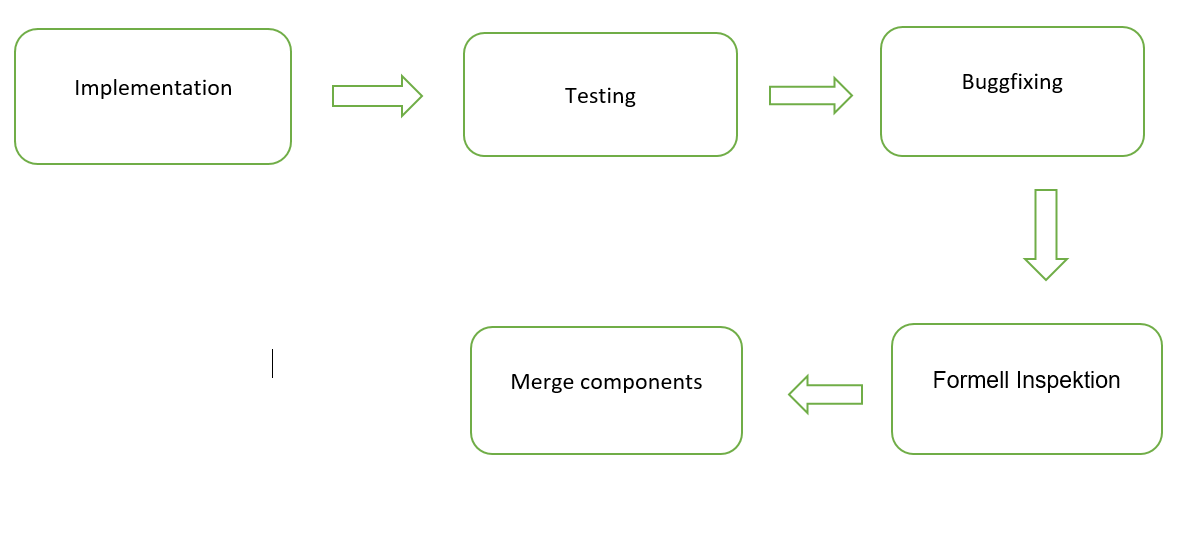 Implementation
Testing
Buggfixing
Formell Inspektion
Merge components